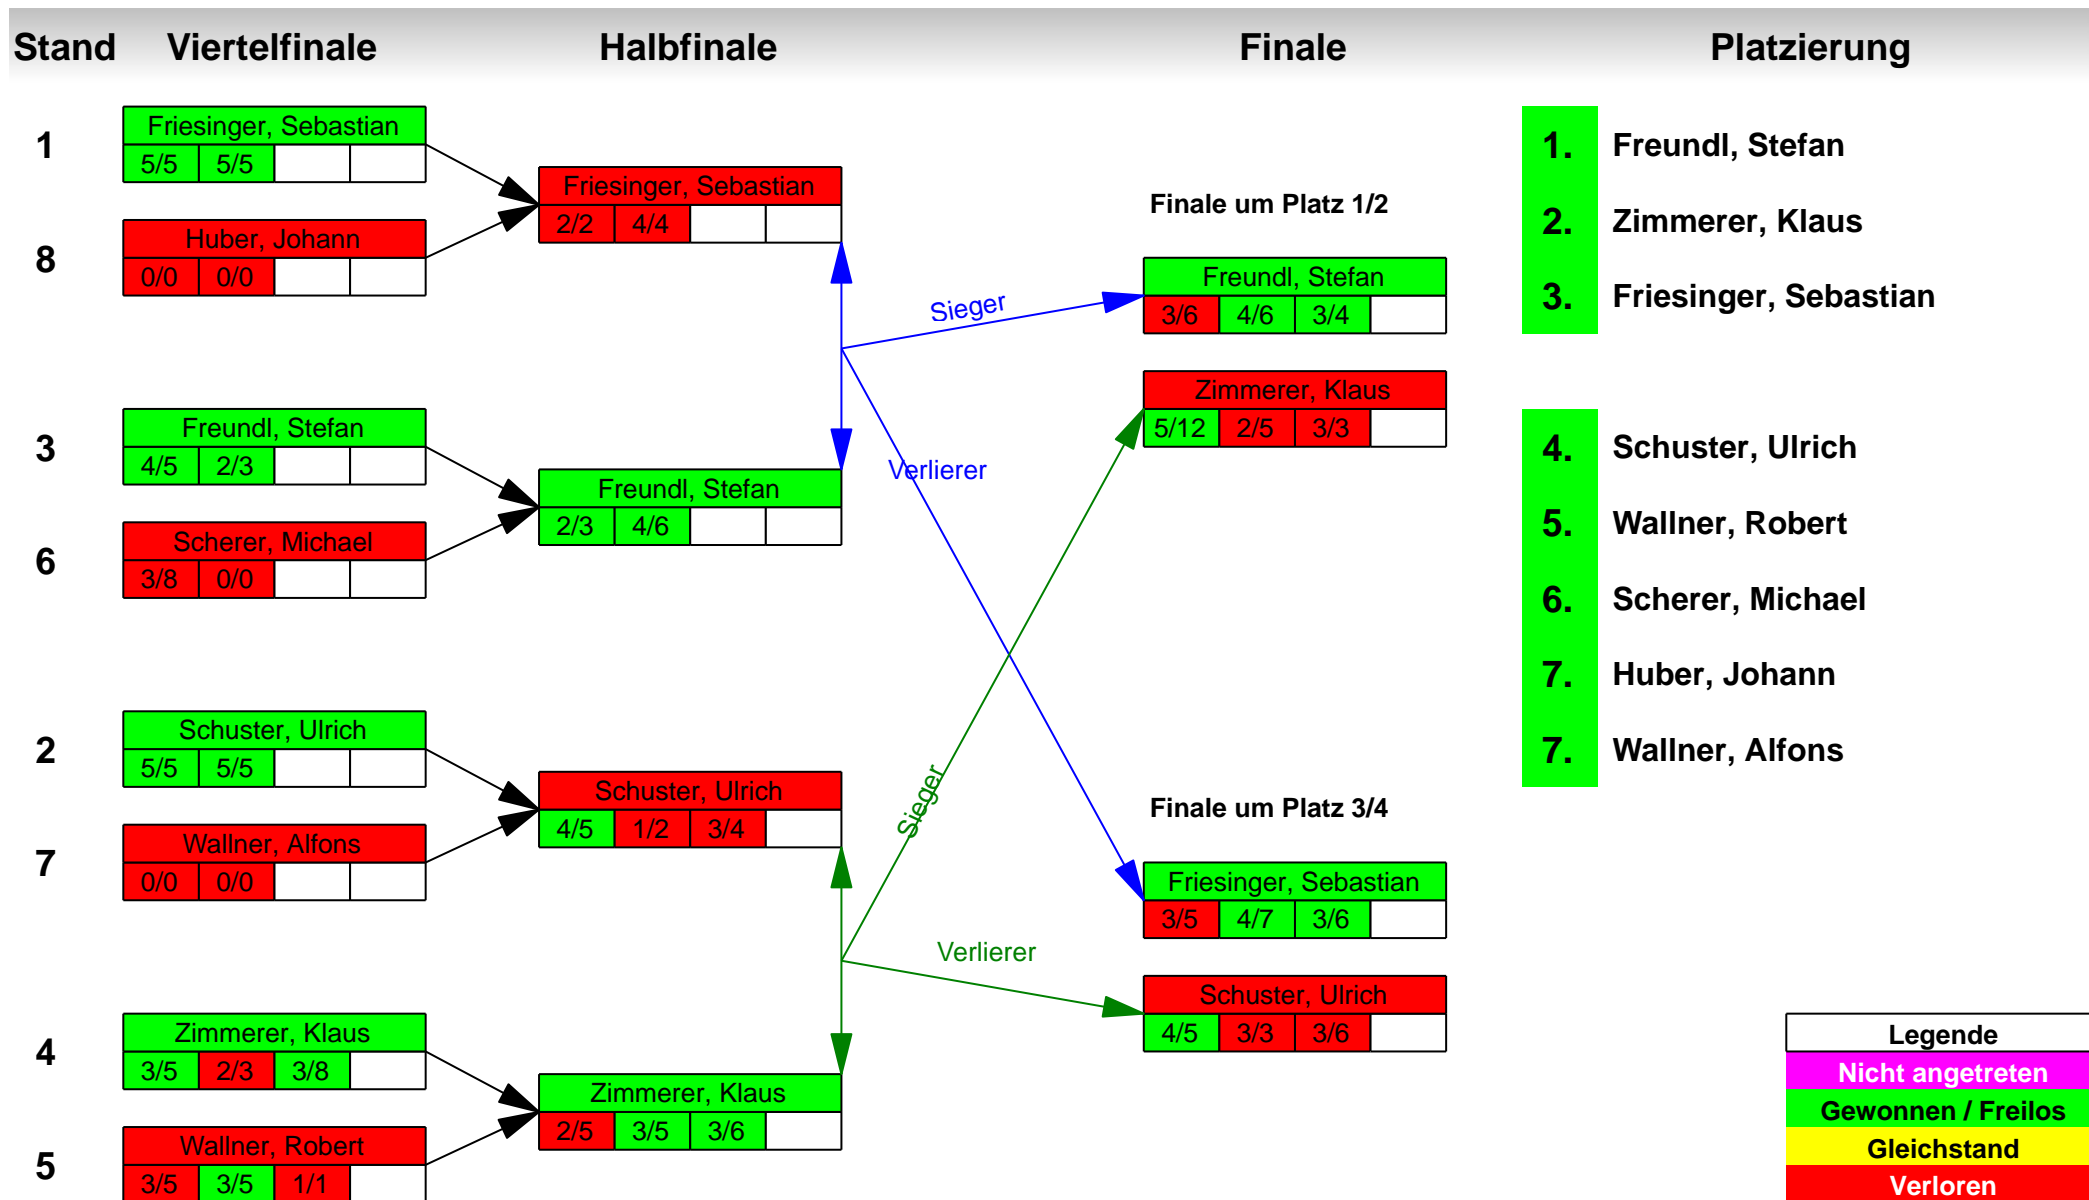 Stand Viertelfinale Halbfinale Finale Platzierung
1
Friesinger, Sebastian
5/5 5/5
8
Huber, Johann
0/0 0/0
3
Freundl, Stefan
4/5 2/3
6
Scherer, Michael
3/8 0/0
2
Schuster, Ulrich
5/5 5/5
7
Wallner, Alfons
0/0 0/0
4
Zimmerer, Klaus
3/5 2/3 3/8
5
Wallner, Robert
3/5 3/5 1/1
Friesinger, Sebastian
2/2 4/4
Freundl, Stefan
2/3 4/6
Schuster, Ulrich
4/5 1/2 3/4
Zimmerer, Klaus
2/5 3/5 3/6
Sieger
Verlierer
Sieger
Verlierer
Finale um Platz 1/2
Freundl, Stefan
3/6 4/6 3/4
Zimmerer, Klaus
5/12 2/5 3/3
Finale um Platz 3/4
Friesinger, Sebastian
3/5 4/7 3/6
Schuster, Ulrich
4/5 3/3 3/6
1. Freundl, Stefan
2. Zimmerer, Klaus
3. Friesinger, Sebastian
4. Schuster, Ulrich
5. Wallner, Robert
6. Scherer, Michael
7. Huber, Johann
7. Wallner, Alfons
Legende
Nicht angetreten
Gewonnen / Freilos
Gleichstand
Verloren